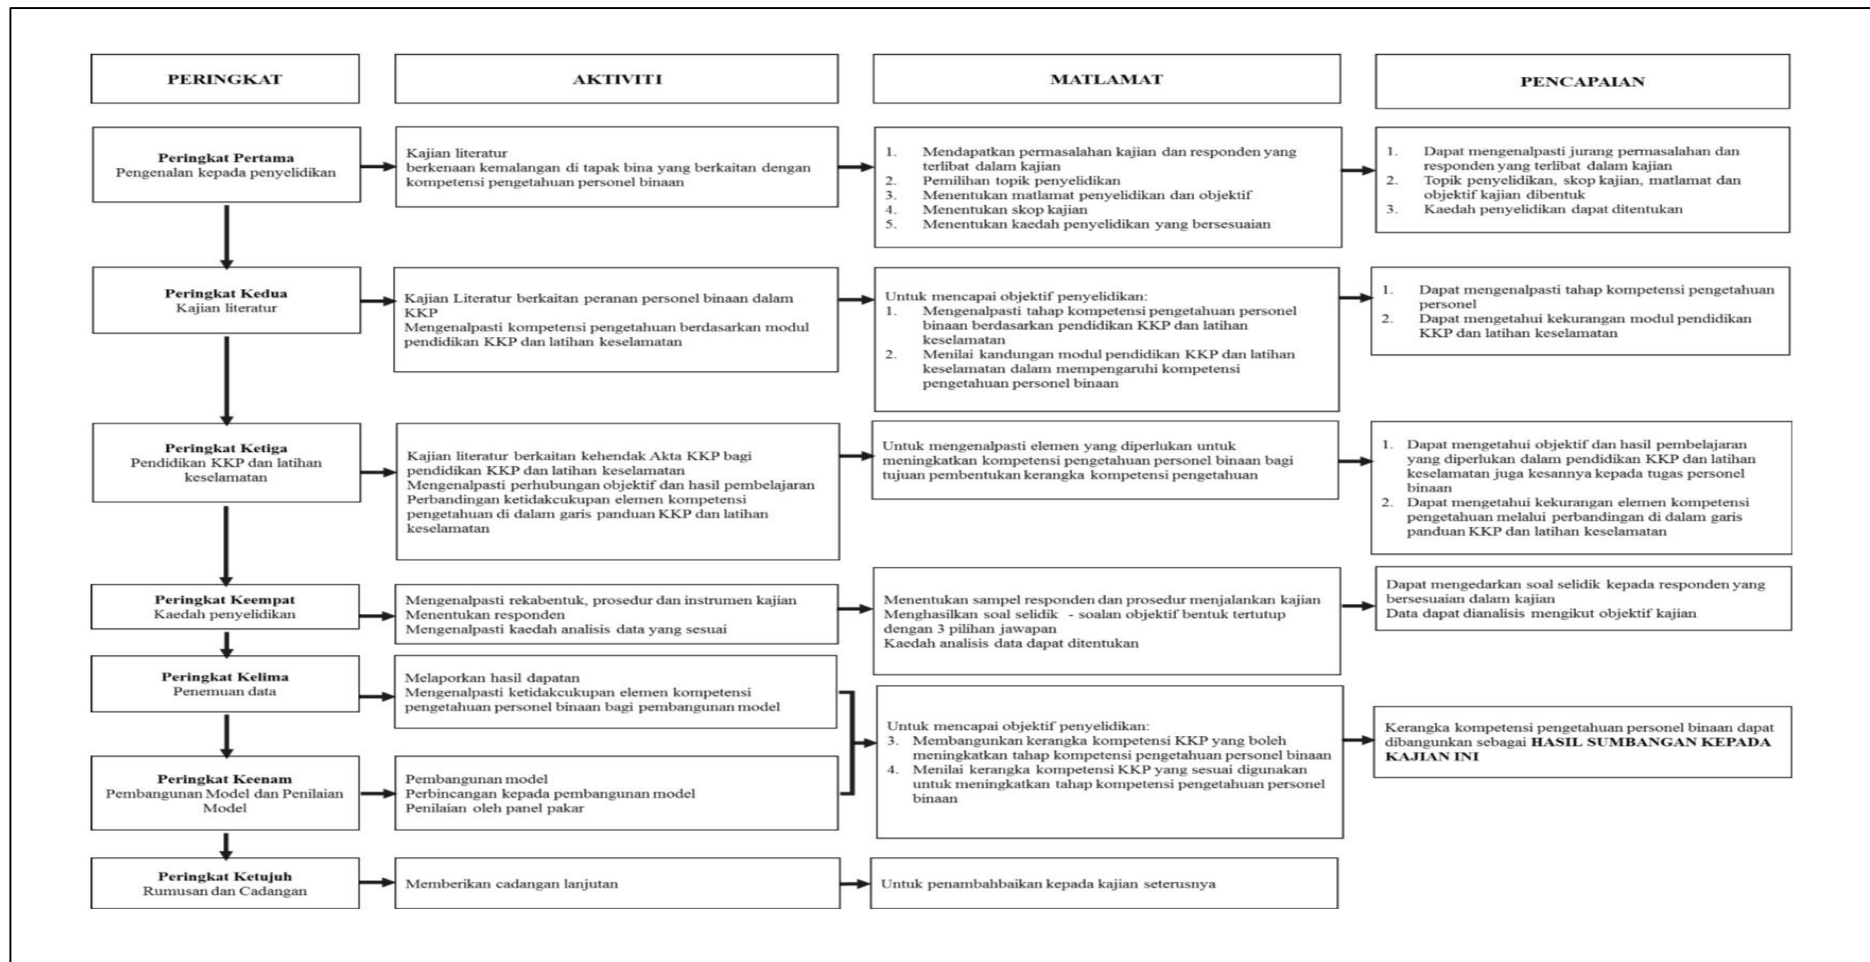 PERINGKAT
AKTIVITI
MATLAMAT
PENCAPAIAN
Peringkat Pertama
Pengenalan kepada penyelidikan
Kajian literatur
berkenaan kemalangan di tapak bina yang berkaitan dengan
kompetensi pengetahuan personel binaan
1. Mendapatkan permasalahan kajian dan responden yang
terlibat dalam kajian
2. Pemilihan topik penyelidikan
3. Menentukan matlamat penyelidikan dan objektif
4. Menentukan skop kajian
5. Menentukan kaedah penyelidikan yang bersesuaian
1. Dapat mengenalpasti jurang permasalahan dan
responden yang terlibat dalam kajian
2. Topik penyelidikan, skop kajian, matlamat dan
objektif kajian dibentuk
3. Kaedah penyelidikan dapat ditentukan
Peringkat Kedua
Kajian literatur
Kajian Literatur berkaitan peranan personel binaan dalam
KKP
Mengenalpasti kompetensi pengetahuan berdasarkan modul
pendidikan KKP dan latihan keselamatan
Untuk mencapai objektif penyelidikan:
1. Mengenalpasti tahap kompetensi pengetahuan personel
binaan berdasarkan pendidikan KKP dan latihan
keselamatan
2. Menilai kandungan modul pendidikan KKP dan latihan
keselamatan dalam mempengaruhi kompetensi
pengetahuan personel binaan
1. Dapat mengenalpasti tahap kompetensi pengetahuan
personel
2. Dapat mengetahui kekurangan modul pendidikan
KKP dan latihan keselamatan
Peringkat Ketiga
Pendidikan KKP dan latihan
keselamatan
Kajian literatur berkaitan kehendak Akta KKP bagi
pendidikan KKP dan latihan keselamatan
Mengenalpasti perhubungan objektif dan hasil pembelajaran
Perbandingan ketidakcukupan elemen kompetensi
pengetahuan di dalam garis panduan KKP dan latihan
keselamatan
Untuk mengenalpasti elemen yang diperlukan untuk
meningkatkan kompetensi pengetahuan personel binaan bagi
tujuan pembentukan kerangka kompetensi pengetahuan
1. Dapat mengetahui objektif dan hasil pembelajaran
yang diperlukan dalam pendidikan KKP dan latihan
keselamatan juga kesannya kepada tugas personel
binaan
2. Dapat mengetahui kekurangan elemen kompetensi
pengetahuan melalui perbandingan di dalam garis
panduan KKP dan latihan keselamatan
Peringkat Keempat
Kaedah penyelidikan
Mengenalpasti rekabentuk, prosedur dan instrumen kajian
Menentukan responden
Mengenalpasti kaedah analisis data yang sesuai
Menentukan sampel responden dan prosedur menjalankan kajian
Menghasilkan soal selidik - soalan objektif bentuk tertutup
dengan 3 pilihan jawapan
Kaedah analisis data dapat ditentukan
Dapat mengedarkan soal selidik kepada responden yang
bersesuaian dalam kajian
Data dapat dianalisis mengikut objektif kajian
Peringkat Kelima
Penemuan data
Melaporkan hasil dapatan
Mengenalpasti ketidakcukupan elemen kompetensi
pengetahuan personel binaan bagi pembangunan model
Peringkat Keenam
Pembangunan Model dan Penilaian
Model
Pembangunan model
Perbincangan kepada pembangunan model
Penilaian oleh panel pakar
Untuk mencapai objektif penyelidikan:
3. Membangunkan kerangka kompetensi KKP yang boleh
meningkatkan tahap kompetensi pengetahuan personel binaan
4. Menilai kerangka kompetensi KKP yang sesuai digunakan
untuk meningkatkan tahap kompetensi pengetahuan personel
binaan
Kerangka kompetensi pengetahuan personel binaan dapat
dibangunkan sebagai HASIL SUMBANGAN KEPADA
KAJIAN INI
Peringkat Ketujuh
Rumusan dan Cadangan
Memberikan cadangan lanjutan
Untuk penambahbaikan kepada kajian seterusnya